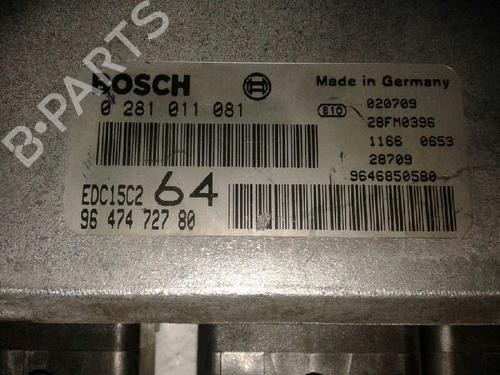 B-PARTS
BOSCH
Made in Germany
0 281 011 081
810 020709
28FM0396
1166 0653
28709
9646850580
EDC15C2 64
96 474 727 80